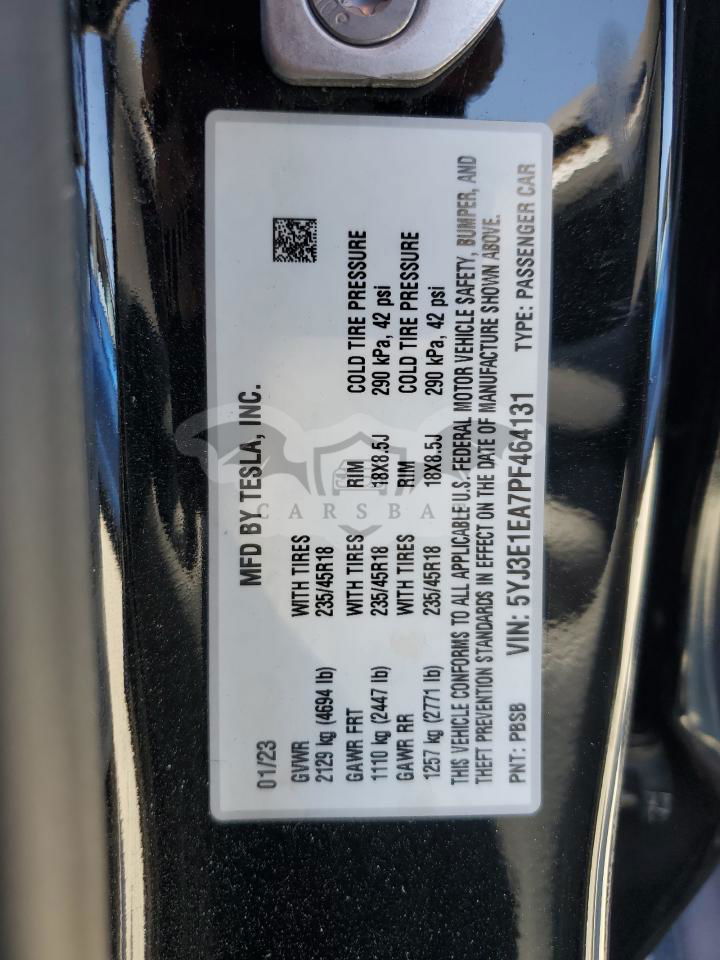 01/23 MFD BY TESLA, INC.
GVWR WITH TIRES
2129 kg (4694 lb) 235/45R18
GAWR FRT WITH TIRES RIM COLD TIRE PRESSURE
1110 kg (2447 lb) 235/45R18 18X8.5J 290 kPa, 42 psi
GAWR RR WITH TIRES RIM COLD TIRE PRESSURE
1257 kg (2771 lb) 235/45R18 18X8.5J 290 kPa, 42 psi
THIS VEHICLE CONFORMS TO ALL APPLICABLE U.S. FEDERAL MOTOR VEHICLE SAFETY, BUMPER, AND
THEFT PREVENTION STANDARDS IN EFFECT ON THE DATE OF MANUFACTURE SHOWN ABOVE.
PNT: PBSB VIN: 5YJ3E1EA7PF464131 TYPE: PASSENGER CAR
CARSBA